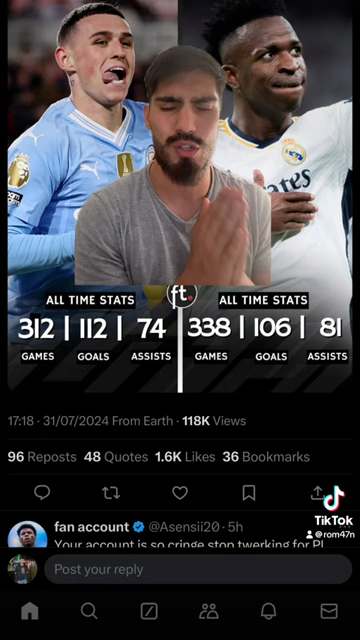 ALL TIME STATS
312 | 112 | 74
GAMES GOALS ASSISTS
ft.
ALL TIME STATS
338 | 106 | 81
GAMES GOALS ASSISTS
17:18 · 31/07/2024 From Earth · 118K Views
96 Reposts 48 Quotes 1.6K Likes 36 Bookmarks
TikTok
@rom47n
fan account @Asensii20 · 5h
Your account is so cringe stop twerking for PL
Post your reply